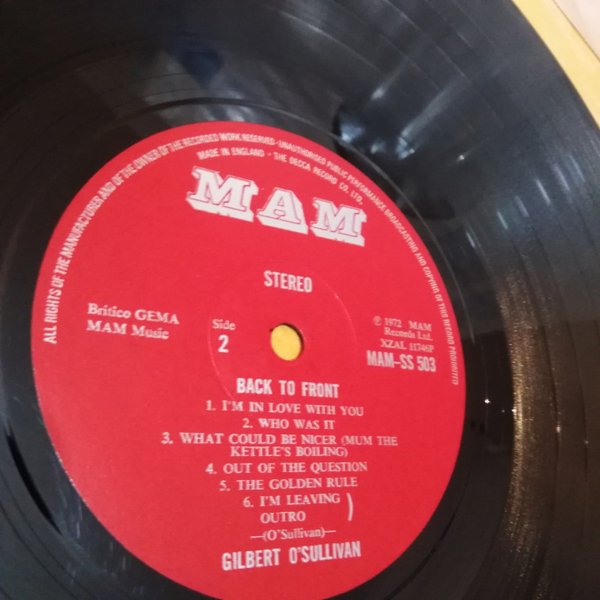 ALL RIGHTS OF THE MANUFACTURER AND OF THE OWNER OF THE RECORDED WORK RESERVED · UNAUTHORISED PUBLIC PERFORMANCE BROADCASTING AND COPYING OF THIS RECORD PROHIBITED
MADE IN ENGLAND – THE DECCA RECORD CO. LTD.
MAM
STEREO
Britico GEMA
MAM Music
Side
2
℗ 1972 MAM
Records Ltd.
XZAL 11746P
MAM–SS 503
BACK TO FRONT
1. I'M IN LOVE WITH YOU
2. WHO WAS IT
3. WHAT COULD BE NICER (MUM THE
KETTLE'S BOILING)
4. OUT OF THE QUESTION
5. THE GOLDEN RULE
6. I'M LEAVING )
OUTRO
—(O'Sullivan)—
GILBERT O'SULLIVAN